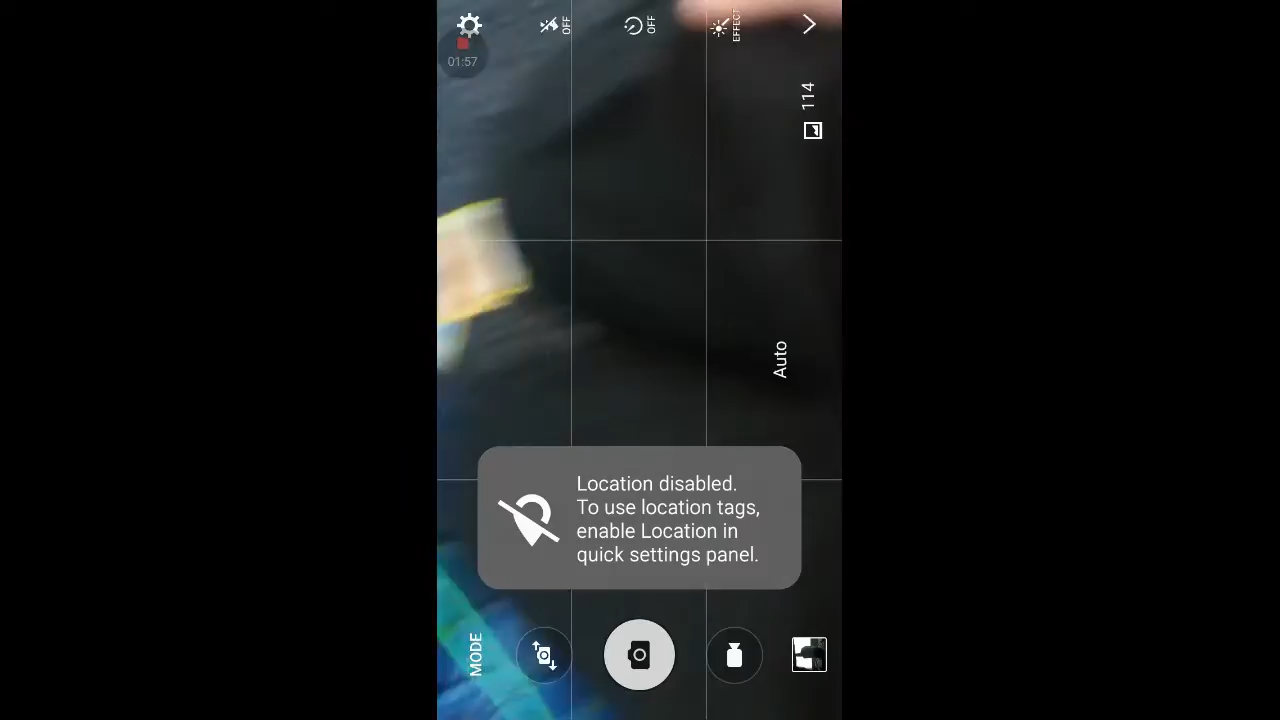 OFF
OFF
EFFECT
01:57
114
Auto
Location disabled.
To use location tags,
enable Location in
quick settings panel.
MODE